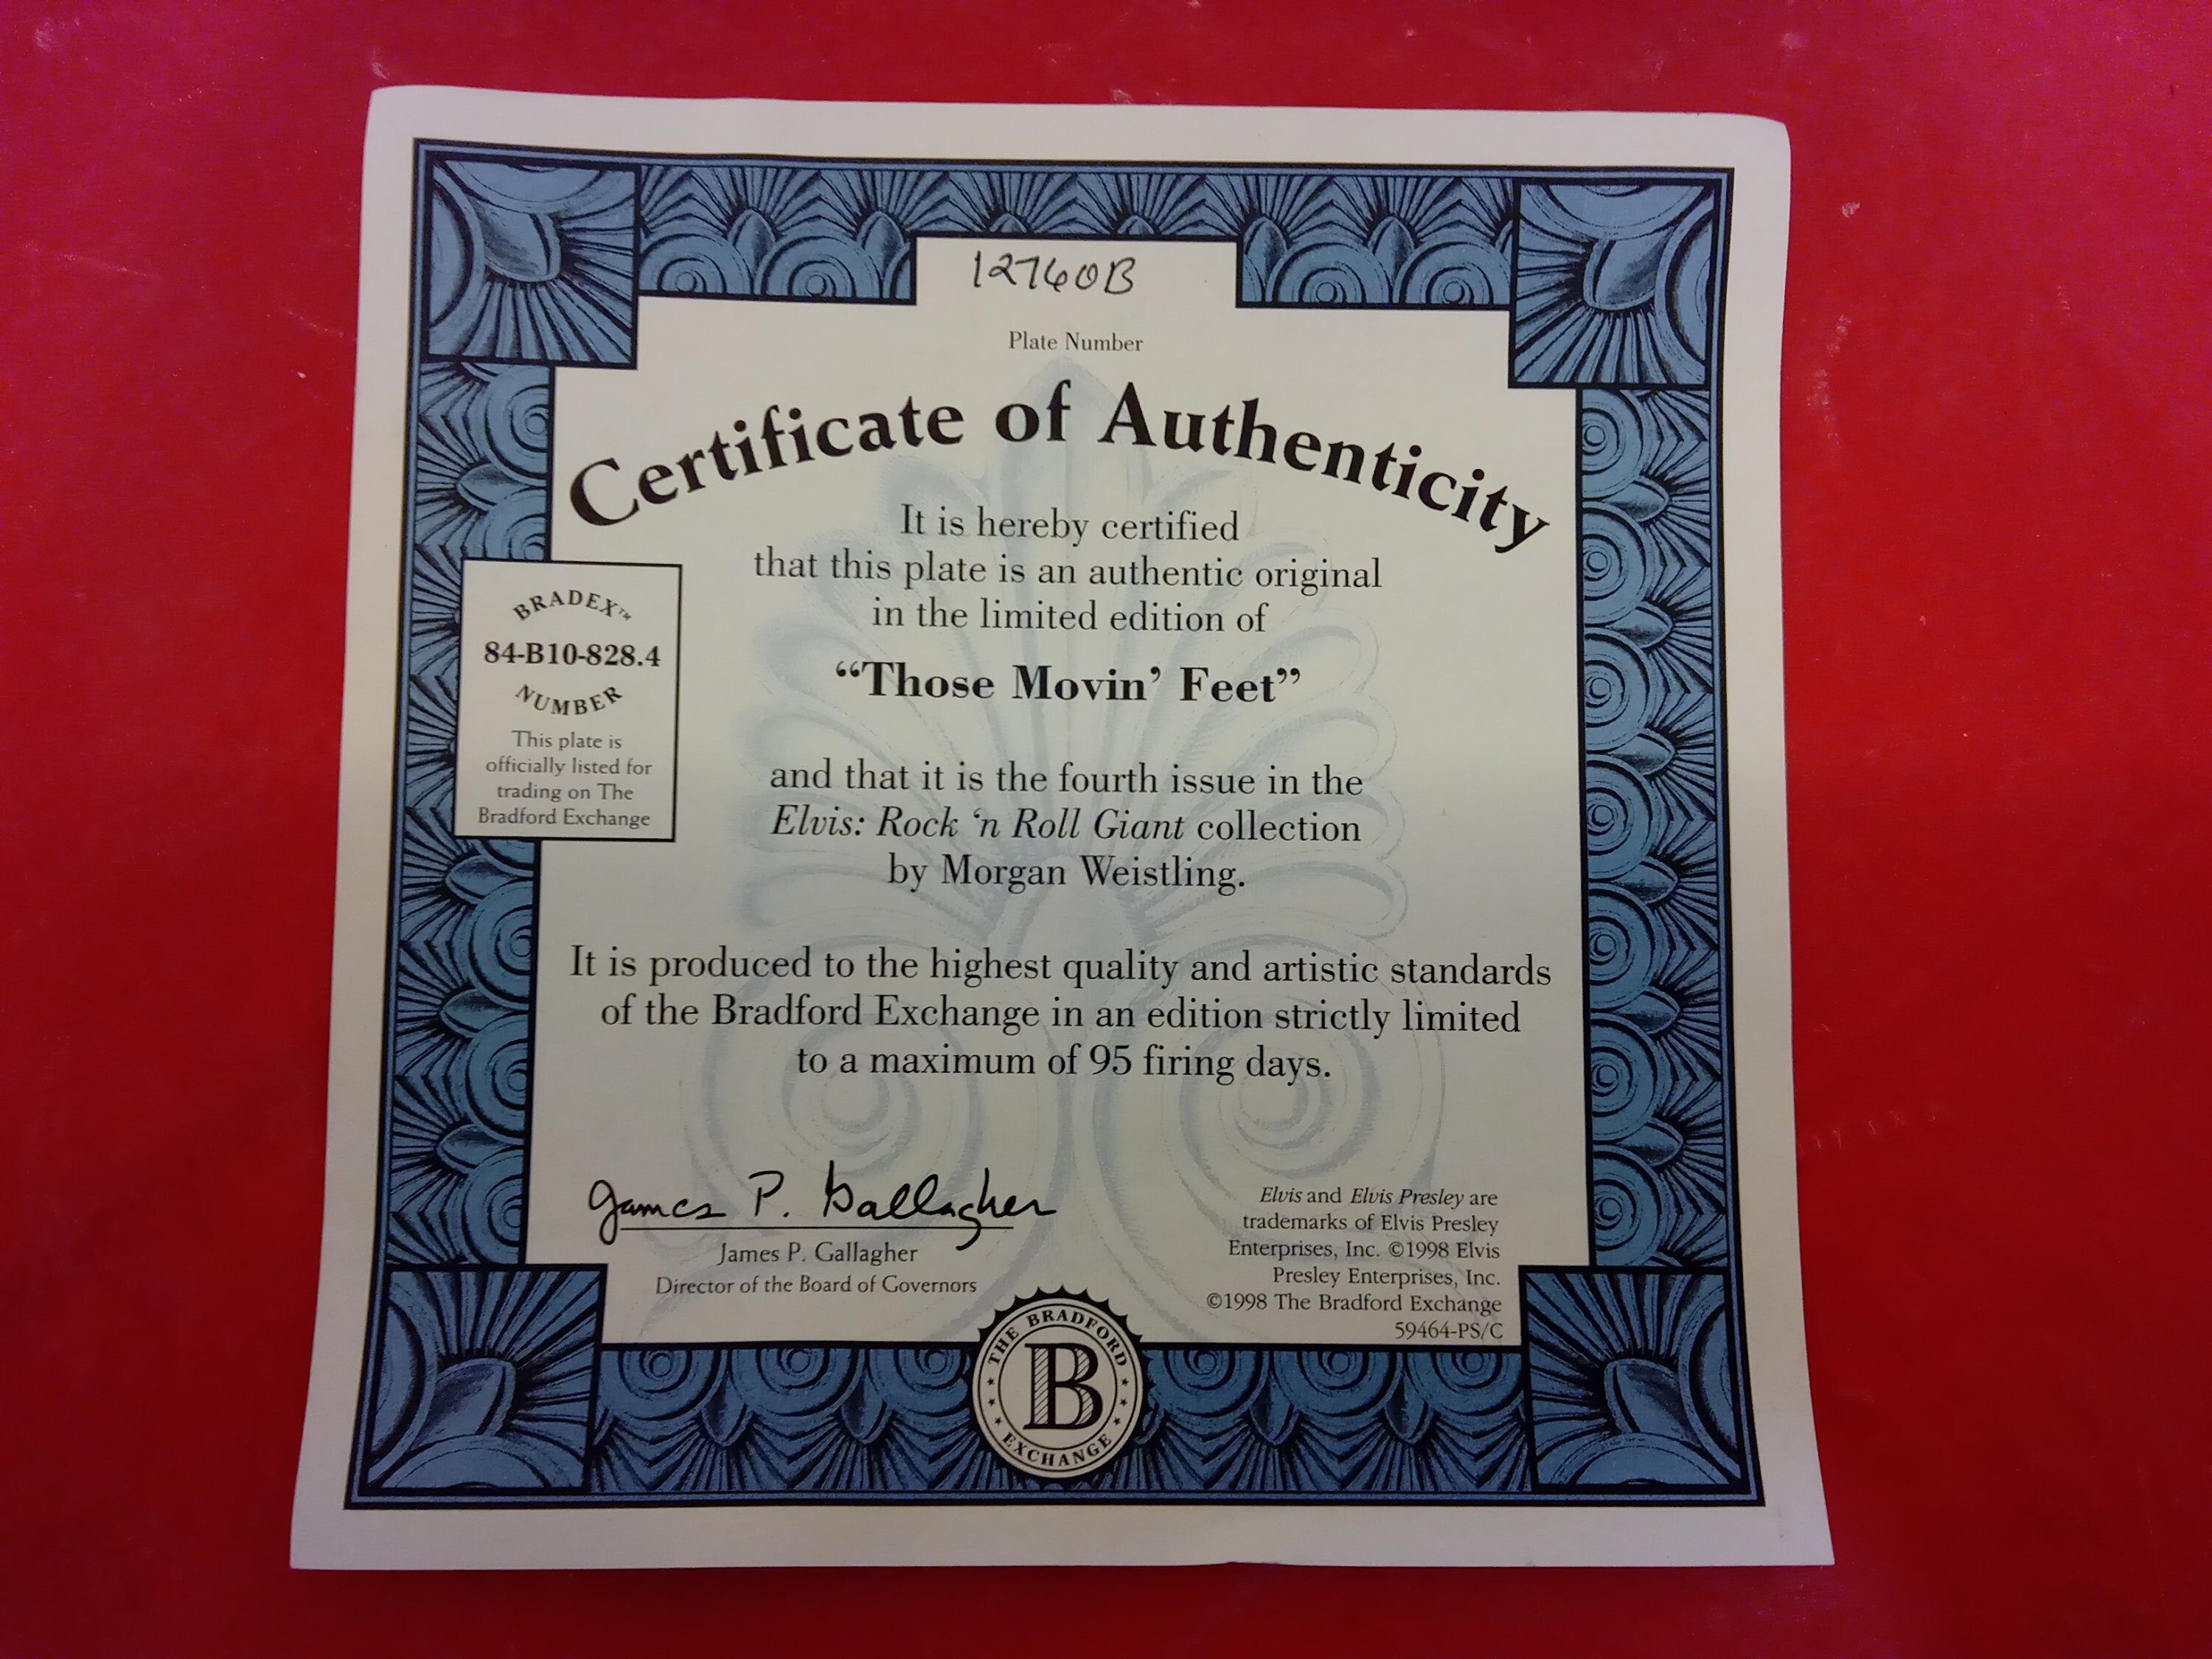 12760B
Plate Number
Certificate of Authenticity
It is hereby certified
that this plate is an authentic original
in the limited edition of
“Those Movin’ Feet”
and that it is the fourth issue in the
Elvis: Rock ‘n Roll Giant collection
by Morgan Weistling.
It is produced to the highest quality and artistic standards
of the Bradford Exchange in an edition strictly limited
to a maximum of 95 firing days.
BRADEX™
84-B10-828.4
NUMBER
This plate is
officially listed for
trading on The
Bradford Exchange
James P. Gallagher
James P. Gallagher
Director of the Board of Governors
Elvis and Elvis Presley are
trademarks of Elvis Presley
Enterprises, Inc. ©1998 Elvis
Presley Enterprises, Inc.
©1998 The Bradford Exchange
59464-PS/C
THE BRADFORD
B
EXCHANGE